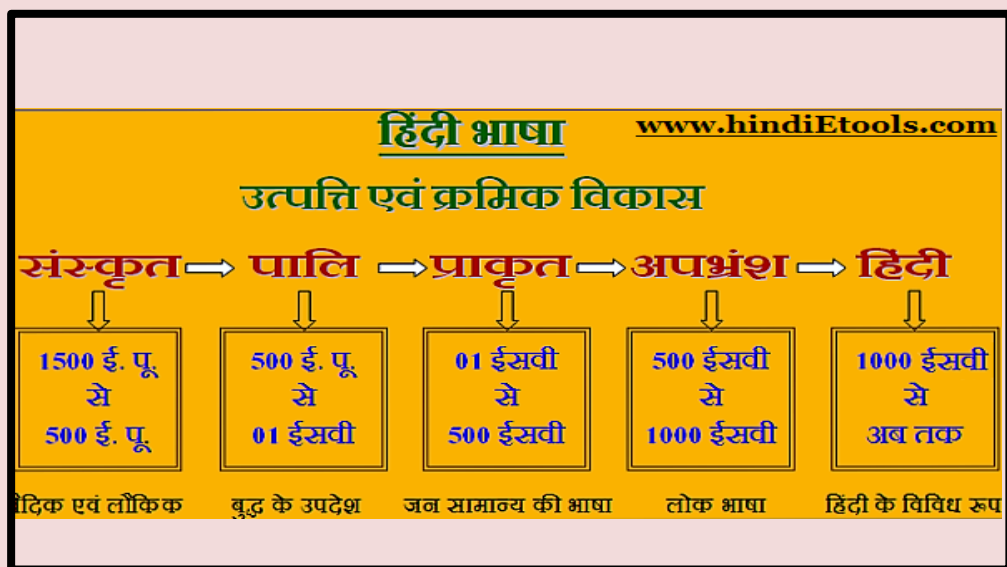 हिंदी भाषा www.hindiEtools.com
उत्पत्ति एवं क्रमिक विकास
संस्कृत पालि प्राकृत अपभ्रंश हिंदी
1500 ई. पू. 500 ई. पू. 01 ईसवी 500 ईसवी 1000 ईसवी
से से से से से
500 ई. पू. 01 ईसवी 500 ईसवी 1000 ईसवी अब तक
एवं लौकिक बुद्ध के उपदेश जन सामान्य की भाषा लोक भाषा हिंदी के विविध रूप